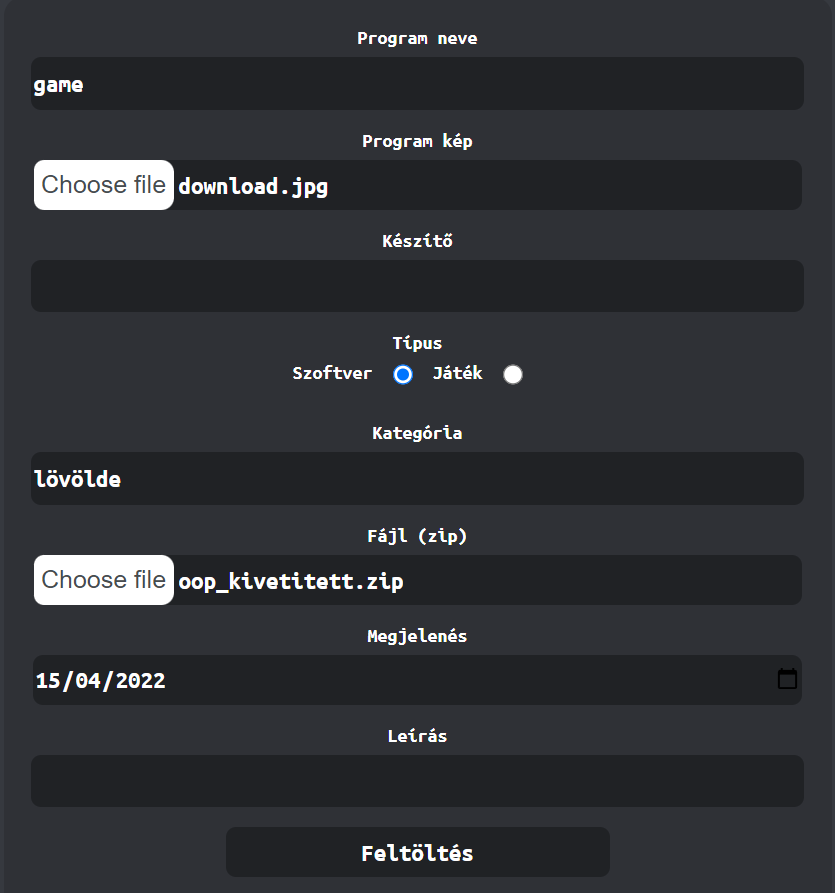 Program neve
game
Program kép
Choose file download.jpg
Készítő
Típus
Szoftver Játék
Kategória
lövölde
Fájl (zip)
Choose file oop_kivetitett.zip
Megjelenés
15/04/2022
Leírás
Feltöltés